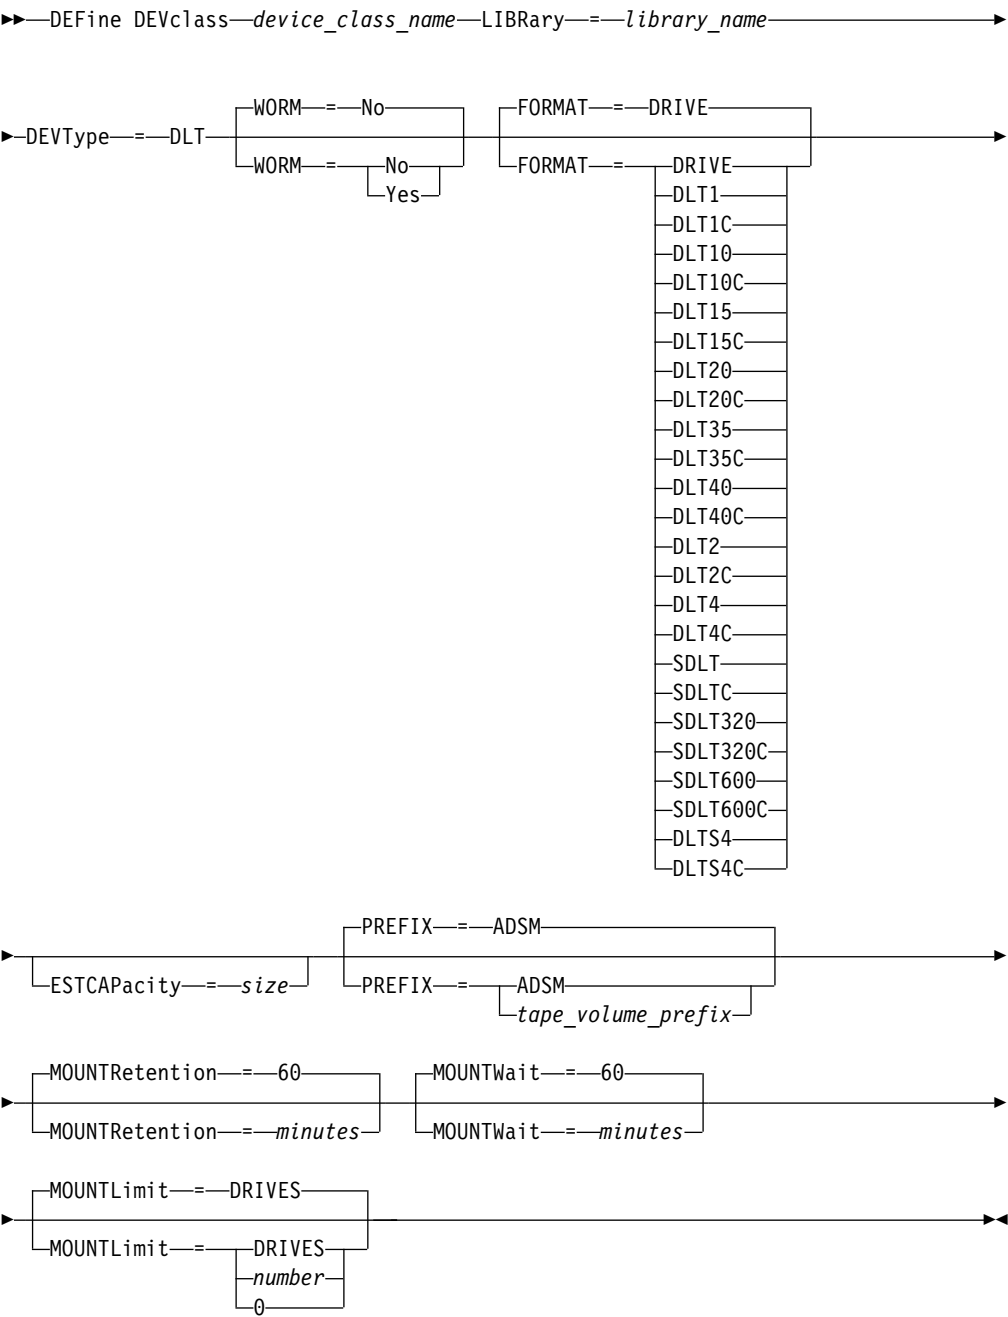 DEFine DEVclass device_class_name LIBRary = library_name
WORM = No FORMAT = DRIVE
DEVType = DLT
WORM = No FORMAT = DRIVE
Yes DLT1
DLT1C
DLT10
DLT10C
DLT15
DLT15C
DLT20
DLT20C
DLT35
DLT35C
DLT40
DLT40C
DLT2
DLT2C
DLT4
DLT4C
SDLT
SDLTC
SDLT320
SDLT320C
SDLT600
SDLT600C
DLTS4
DLTS4C
PREFIX = ADSM
ESTCAPacity = size PREFIX = ADSM
tape_volume_prefix
MOUNTRetention = 60 MOUNTWait = 60
MOUNTRetention = minutes MOUNTWait = minutes
MOUNTLimit = DRIVES
MOUNTLimit = DRIVES
number
0